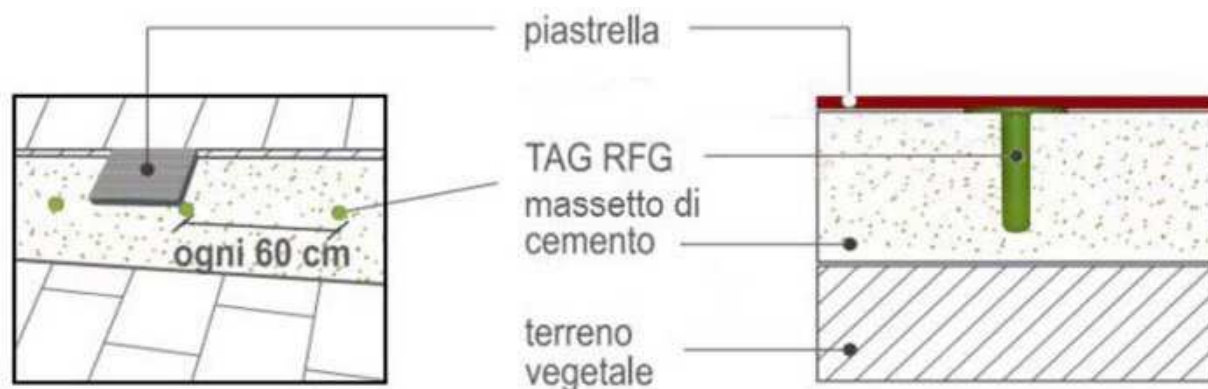 piastrella
TAG RFG
massetto di
cemento
ogni 60 cm
terreno
vegetale